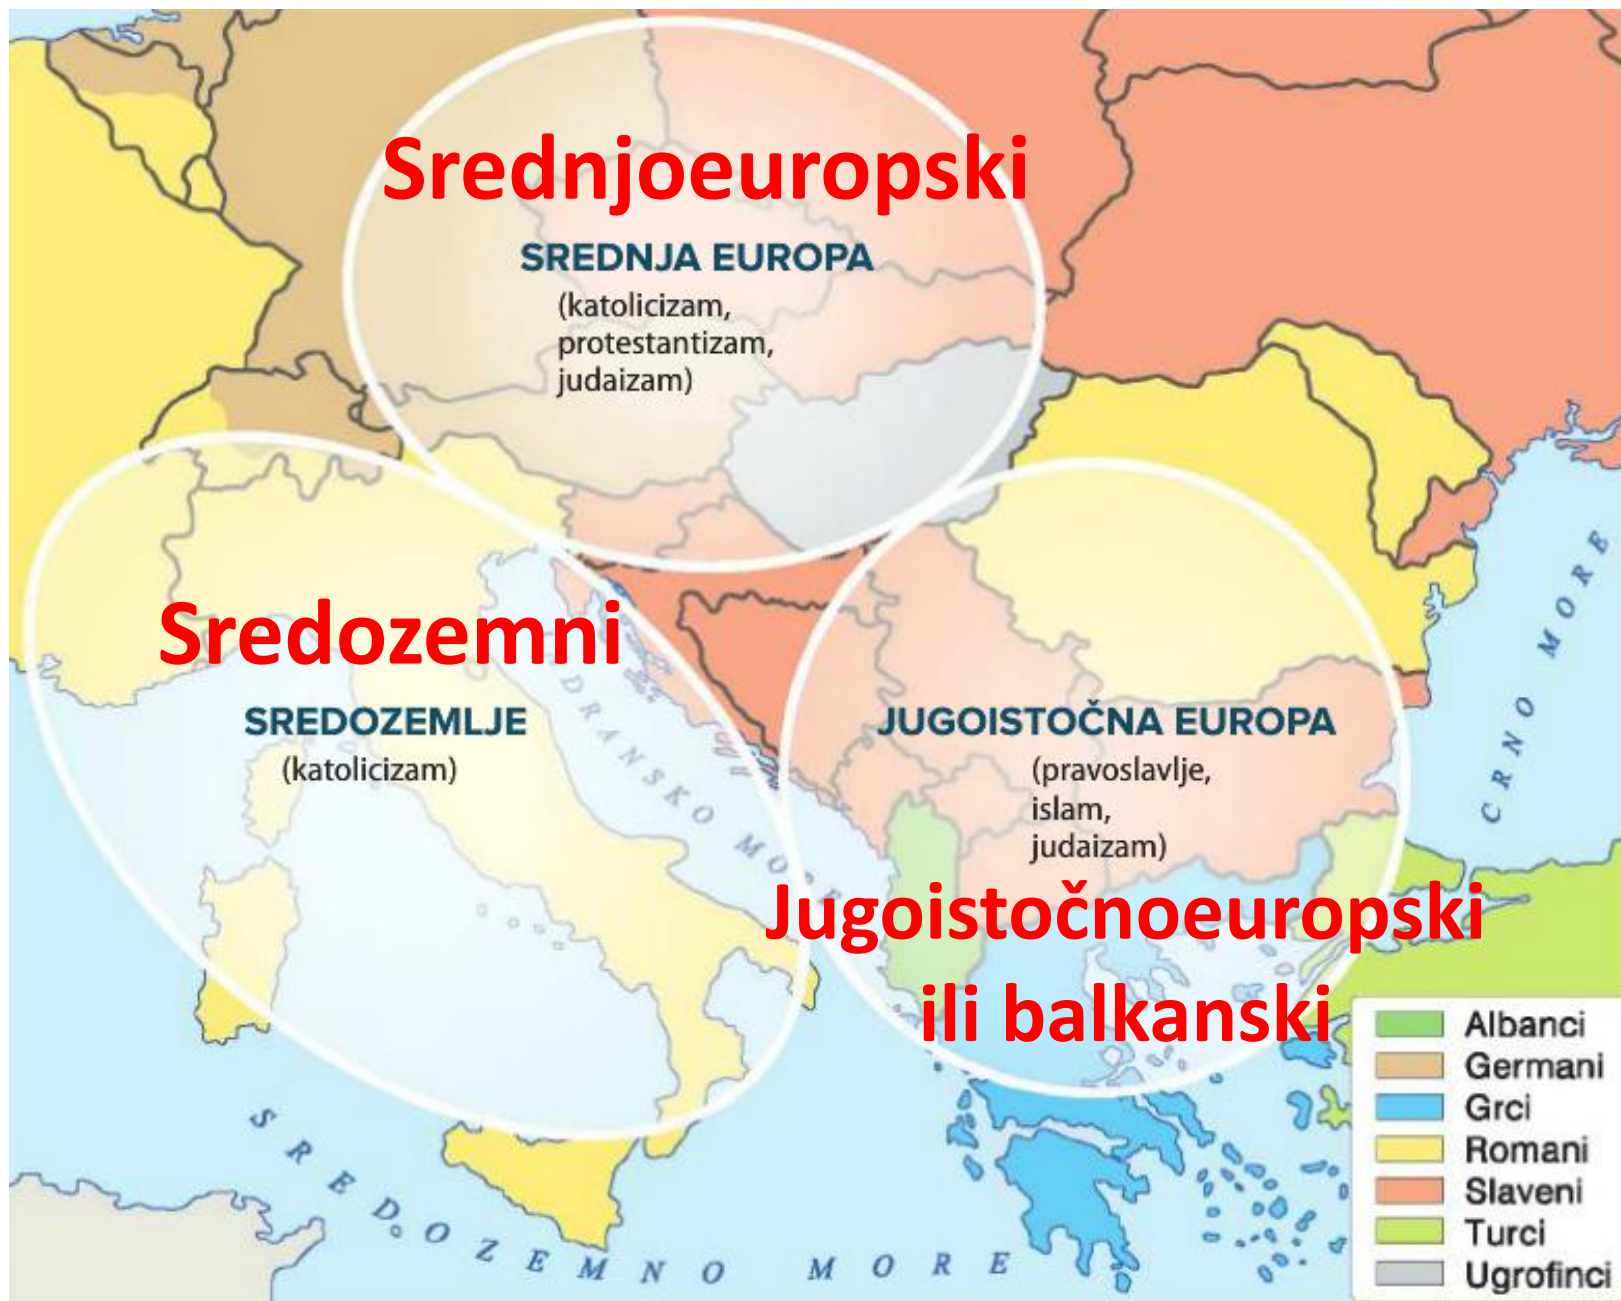 Srednjoeuropski
SREDNJA EUROPA
(katolicizam,
protestantizam,
judaizam)
Sredozemni
SREDOZEMLJE
(katolicizam)
JADRANSKO MORE
JUGOISTOČNA EUROPA
(pravoslavlje,
islam,
judaizam)
Jugoistočnoeuropski
ili balkanski
CRNO MORE
SREDOZEMNO MORE
Albanci
Germani
Grci
Romani
Slaveni
Turci
Ugrofinci